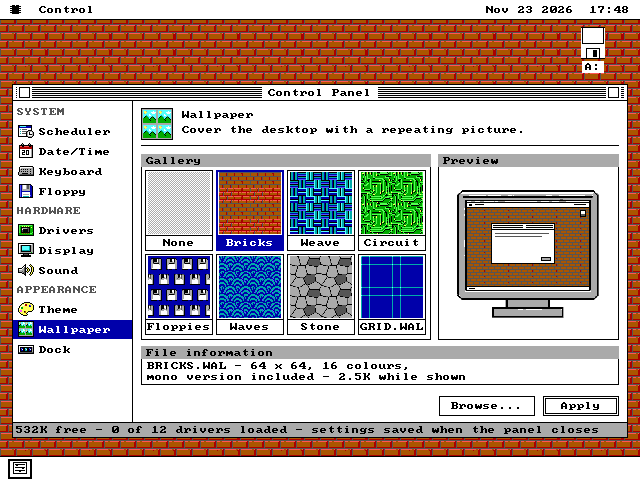 Control Nov 23 2026 17:48
A:
Control Panel
SYSTEM
Scheduler
Date/Time
Keyboard
Floppy
HARDWARE
Drivers
Display
Sound
APPEARANCE
Theme
Wallpaper
Dock
Wallpaper
Cover the desktop with a repeating picture.
Gallery
None
Bricks
Weave
Circuit
Floppies
Waves
Stone
GRID.WAL
Preview
File information
BRICKS.WAL - 64 x 64, 16 colours,
mono version included - 2.5K while shown
Browse...
Apply
532K free - 0 of 12 drivers loaded - settings saved when the panel closes